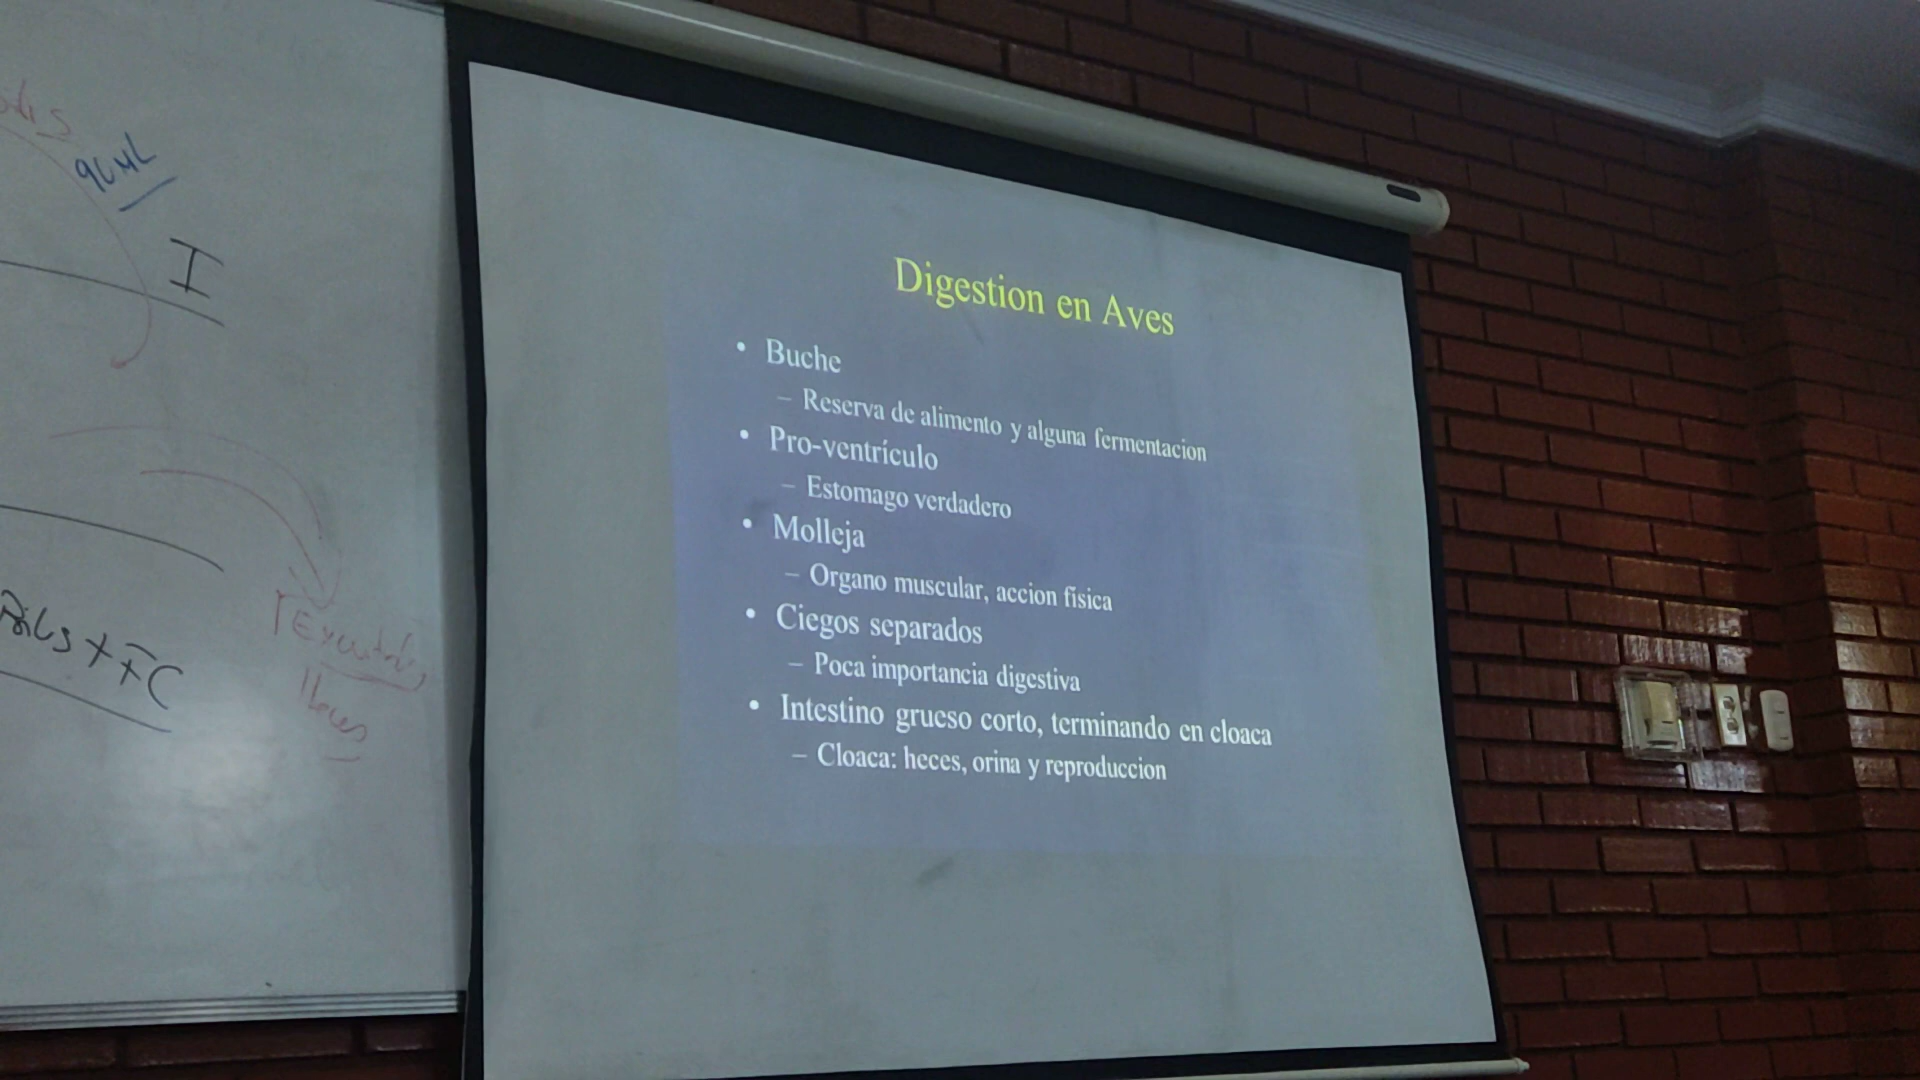 I
Digestion en Aves
• Buche
– Reserva de alimento y alguna fermentacion
• Pro-ventrículo
– Estomago verdadero
• Molleja
– Organo muscular, accion fisica
• Ciegos separados
– Poca importancia digestiva
• Intestino grueso corto, terminando en cloaca
– Cloaca: heces, orina y reproduccion